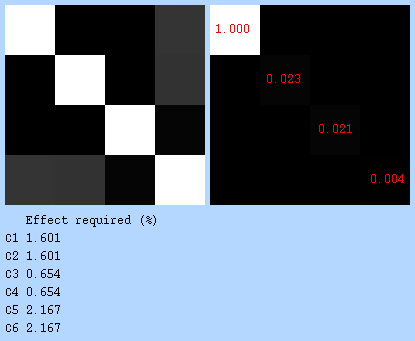 1.000
0.023
0.021
0.004
Effect required (%)
C1 1.601
C2 1.601
C3 0.654
C4 0.654
C5 2.167
C6 2.167